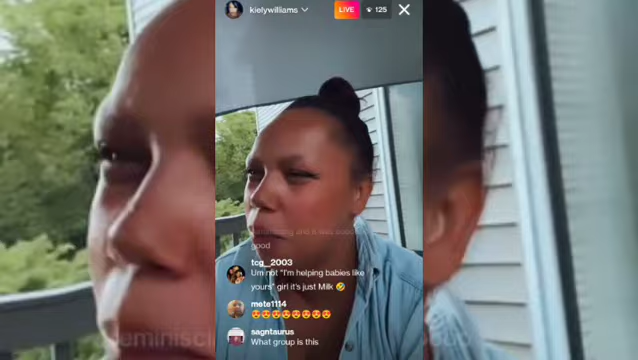 kielywilliams
LIVE
125
good
tcg__2003
Um not "I'm helping babies like
yours" girl it's just Milk 🤣
mete1114
😍😍😍😍😍😍😍😍
sagntaurus
What group is this